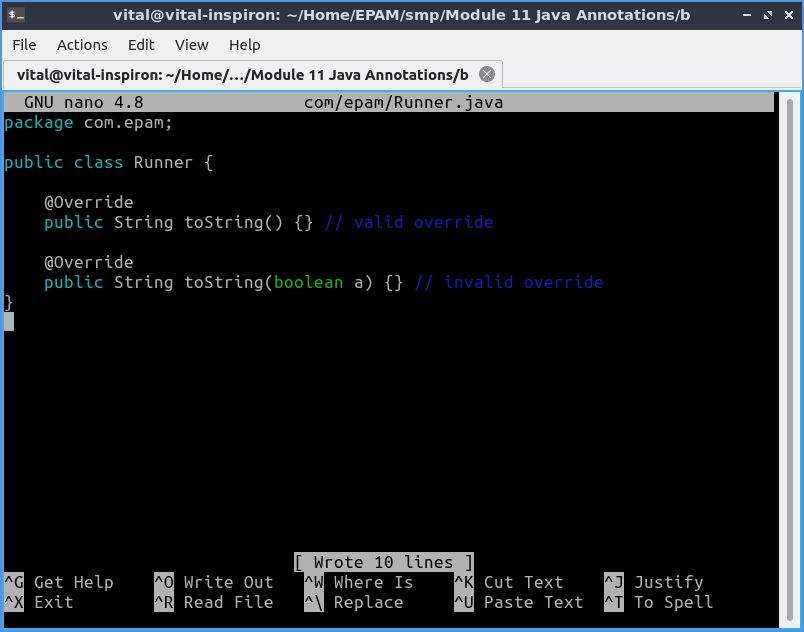 vital@vital-inspiron: ~/Home/EPAM/smp/Module 11 Java Annotations/b
File Actions Edit View Help
vital@vital-inspiron: ~/Home/.../Module 11 Java Annotations/b
GNU nano 4.8 com/epam/Runner.java
package com.epam;
public class Runner {
@Override
public String toString() {} // valid override
@Override
public String toString(boolean a) {} // invalid override
}
[ Wrote 10 lines ]
^G Get Help ^O Write Out ^W Where Is ^K Cut Text ^J Justify
^X Exit ^R Read File ^\ Replace ^U Paste Text ^T To Spell